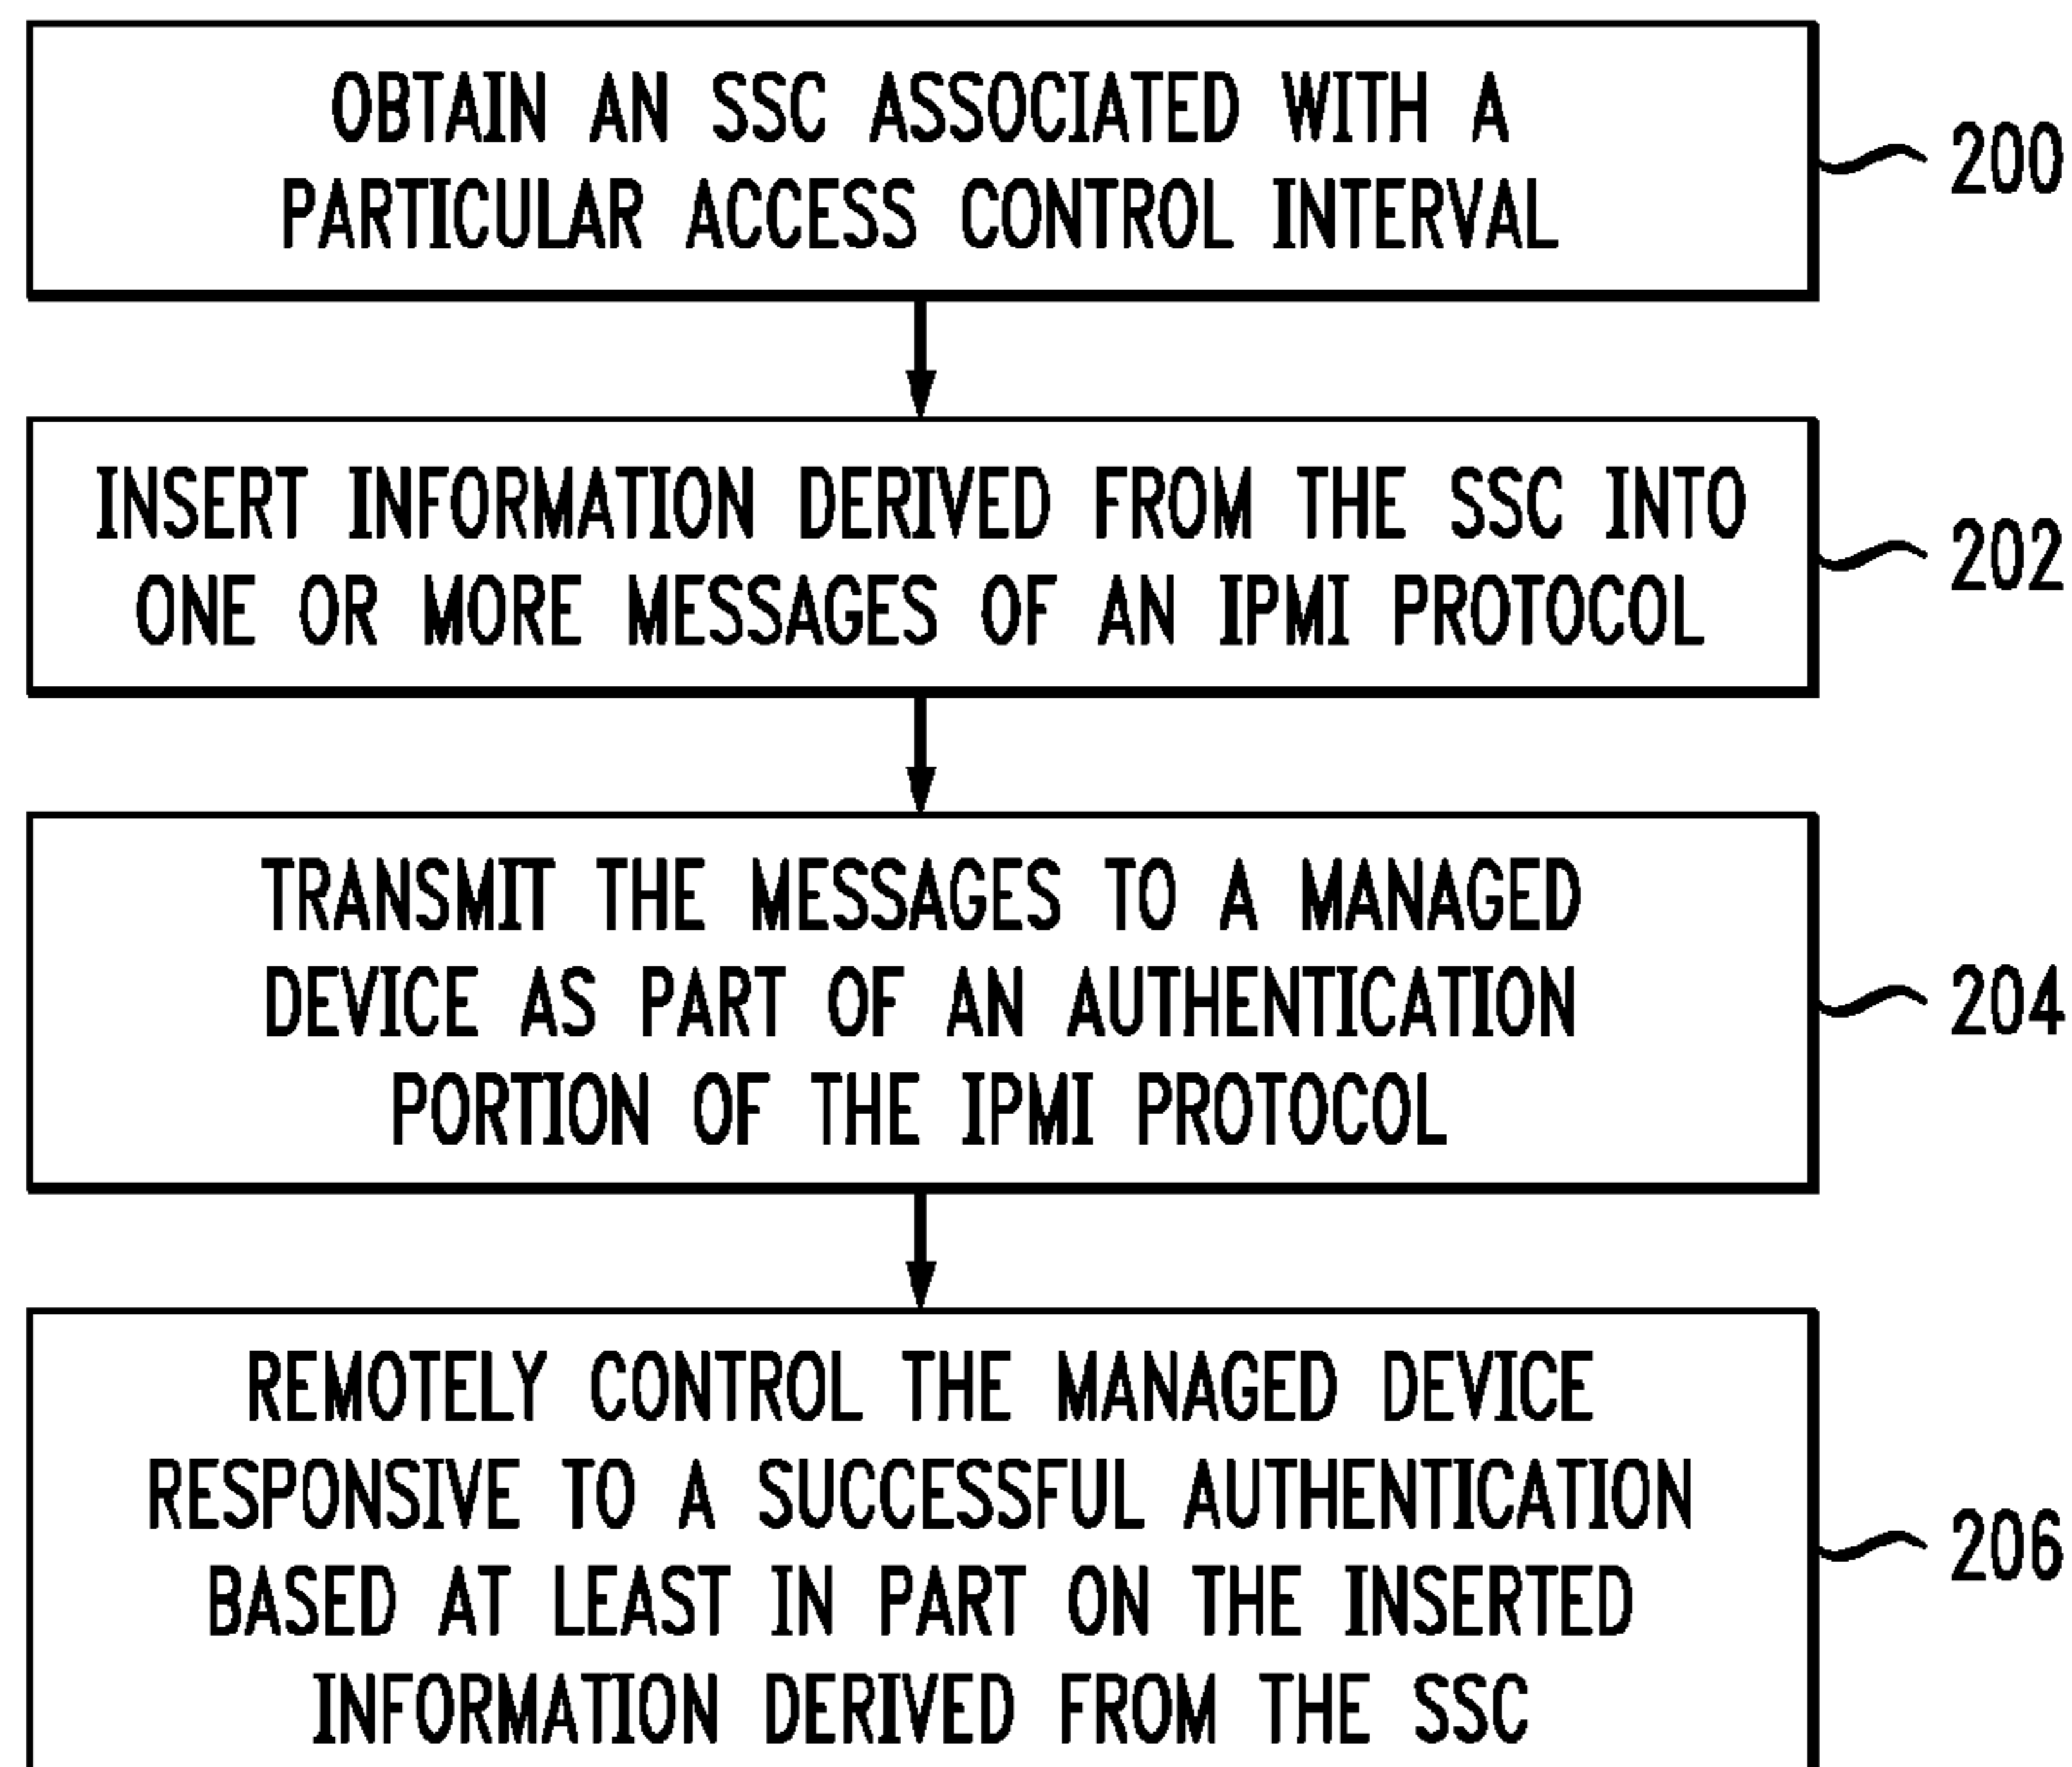 OBTAIN AN SSC ASSOCIATED WITH A
PARTICULAR ACCESS CONTROL INTERVAL
200
INSERT INFORMATION DERIVED FROM THE SSC INTO
ONE OR MORE MESSAGES OF AN IPMI PROTOCOL
202
TRANSMIT THE MESSAGES TO A MANAGED
DEVICE AS PART OF AN AUTHENTICATION
PORTION OF THE IPMI PROTOCOL
204
REMOTELY CONTROL THE MANAGED DEVICE
RESPONSIVE TO A SUCCESSFUL AUTHENTICATION
BASED AT LEAST IN PART ON THE INSERTED
INFORMATION DERIVED FROM THE SSC
206